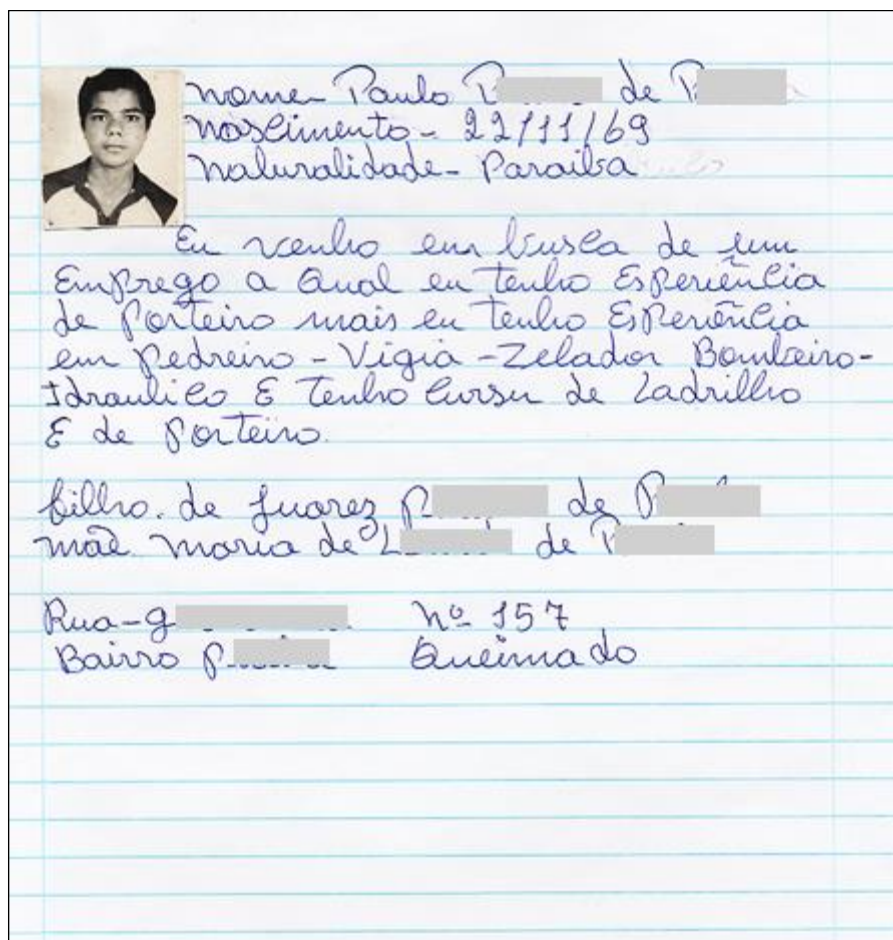 nome- Paulo de
nascimento- 22/11/69
naturalidade- Paraiba
Eu venho em busca de um
Emprego a Qual eu tenho Esperiência
de Porteiro mais eu tenho Esperiência
em Pedreiro - Vigia - Zelador Bombeiro-
Idraulico E Tenho Curso de Ladrilho
E de Porteiro.
filho. de Juarez de
mãe Maria de de
Rua- nº 157
Bairro Queimado